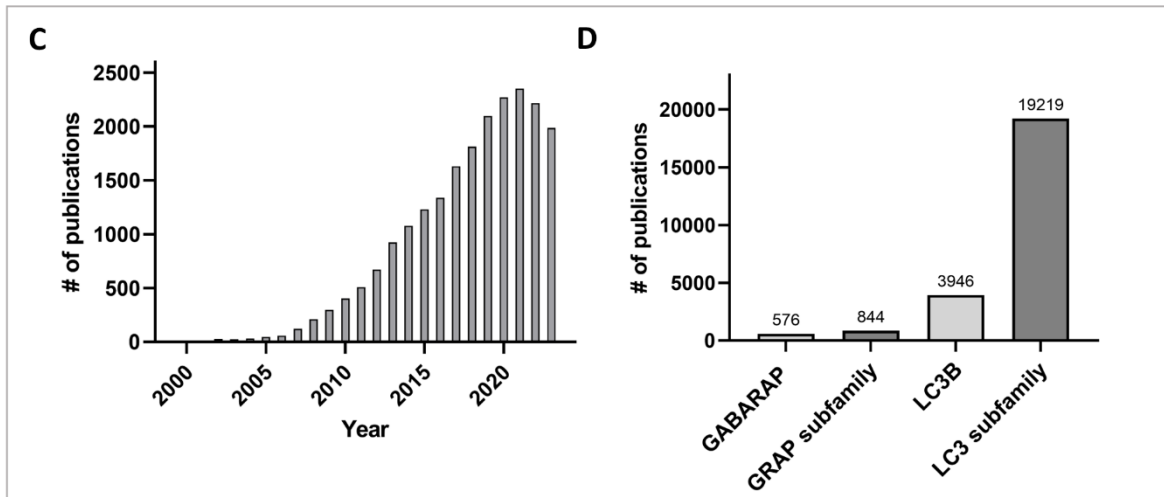 C
# of publications
2500
2000
1500
1000
500
0
2000
2005
2010
2015
2020
Year
D
# of publications
20000
15000
10000
5000
0
576
844
3946
19219
GABARAP
GRAP subfamily
LC3B
LC3 subfamily